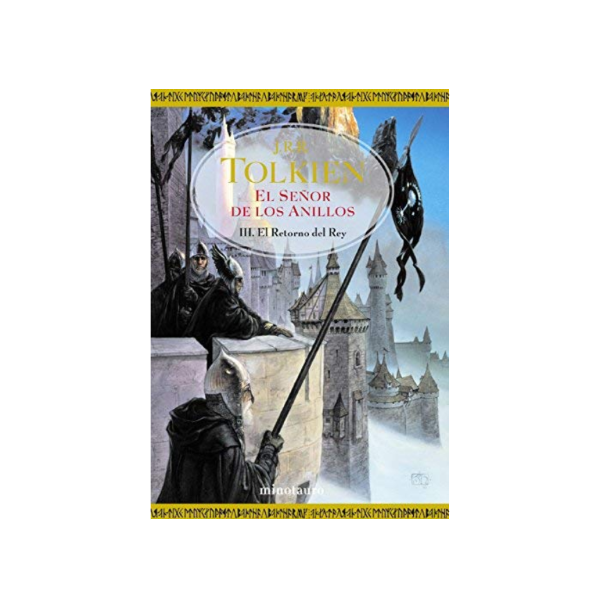 J.R.R.
TOLKIEN
EL SEÑOR
DE LOS ANILLOS
III. El Retorno del Rey
minotauro